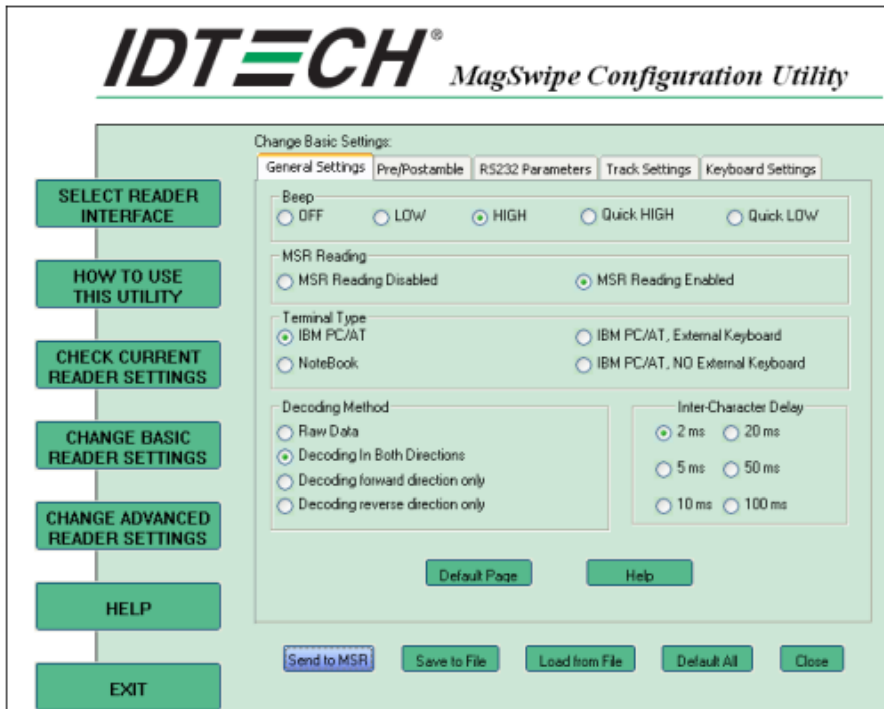 IDTECH®
MagSwipe Configuration Utility
SELECT READER
INTERFACE
HOW TO USE
THIS UTILITY
CHECK CURRENT
READER SETTINGS
CHANGE BASIC
READER SETTINGS
CHANGE ADVANCED
READER SETTINGS
HELP
EXIT
Change Basic Settings:
General Settings Pre/Postamble RS232 Parameters Track Settings Keyboard Settings
Beep
OFF LOW HIGH Quick HIGH Quick LOW
MSR Reading
MSR Reading Disabled MSR Reading Enabled
Terminal Type
IBM PC/AT IBM PC/AT, External Keyboard
NoteBook IBM PC/AT, NO External Keyboard
Decoding Method
Raw Data
Decoding In Both Directions
Decoding forward direction only
Decoding reverse direction only
Inter-Character Delay
2 ms 20 ms
5 ms 50 ms
10 ms 100 ms
Default Page Help
Send to MSR Save to File Load from File Default All Close